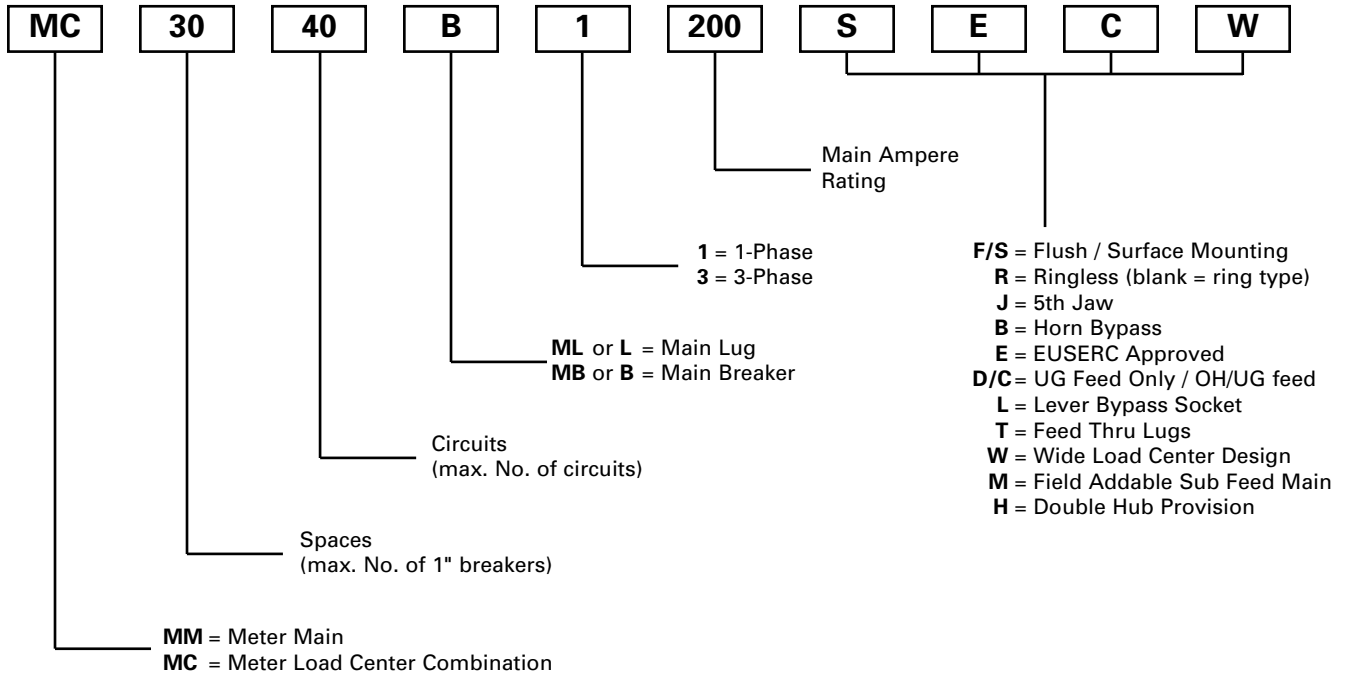 MC 30 40 B 1 200 S E C W
Main Ampere
Rating
1 = 1-Phase
3 = 3-Phase
F/S = Flush / Surface Mounting
R = Ringless (blank = ring type)
J = 5th Jaw
B = Horn Bypass
E = EUSERC Approved
D/C= UG Feed Only / OH/UG feed
L = Lever Bypass Socket
T = Feed Thru Lugs
W = Wide Load Center Design
M = Field Addable Sub Feed Main
H = Double Hub Provision
ML or L = Main Lug
MB or B = Main Breaker
Circuits
(max. No. of circuits)
Spaces
(max. No. of 1" breakers)
MM = Meter Main
MC = Meter Load Center Combination